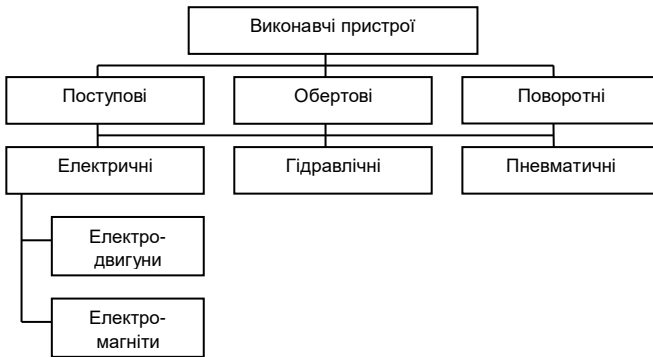 Виконавчі пристрої
Поступові
Обертові
Поворотні
Електричні
Гідравлічні
Пневматичні
Електро-
двигуни
Електро-
магніти